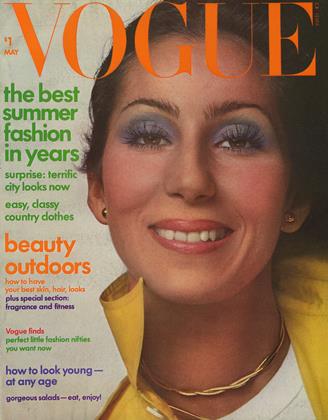 VOGUE
$1
MAY
the best
summer
fashion
in years
surprise: terrific
city looks now
easy, classy
country clothes
beauty
outdoors
how to have
your best skin, hair, looks
plus special section:
fragrance and fitness
Vogue finds
perfect little fashion nifties
you want now
how to look young—
at any age
gorgeous salads—eat, enjoy!